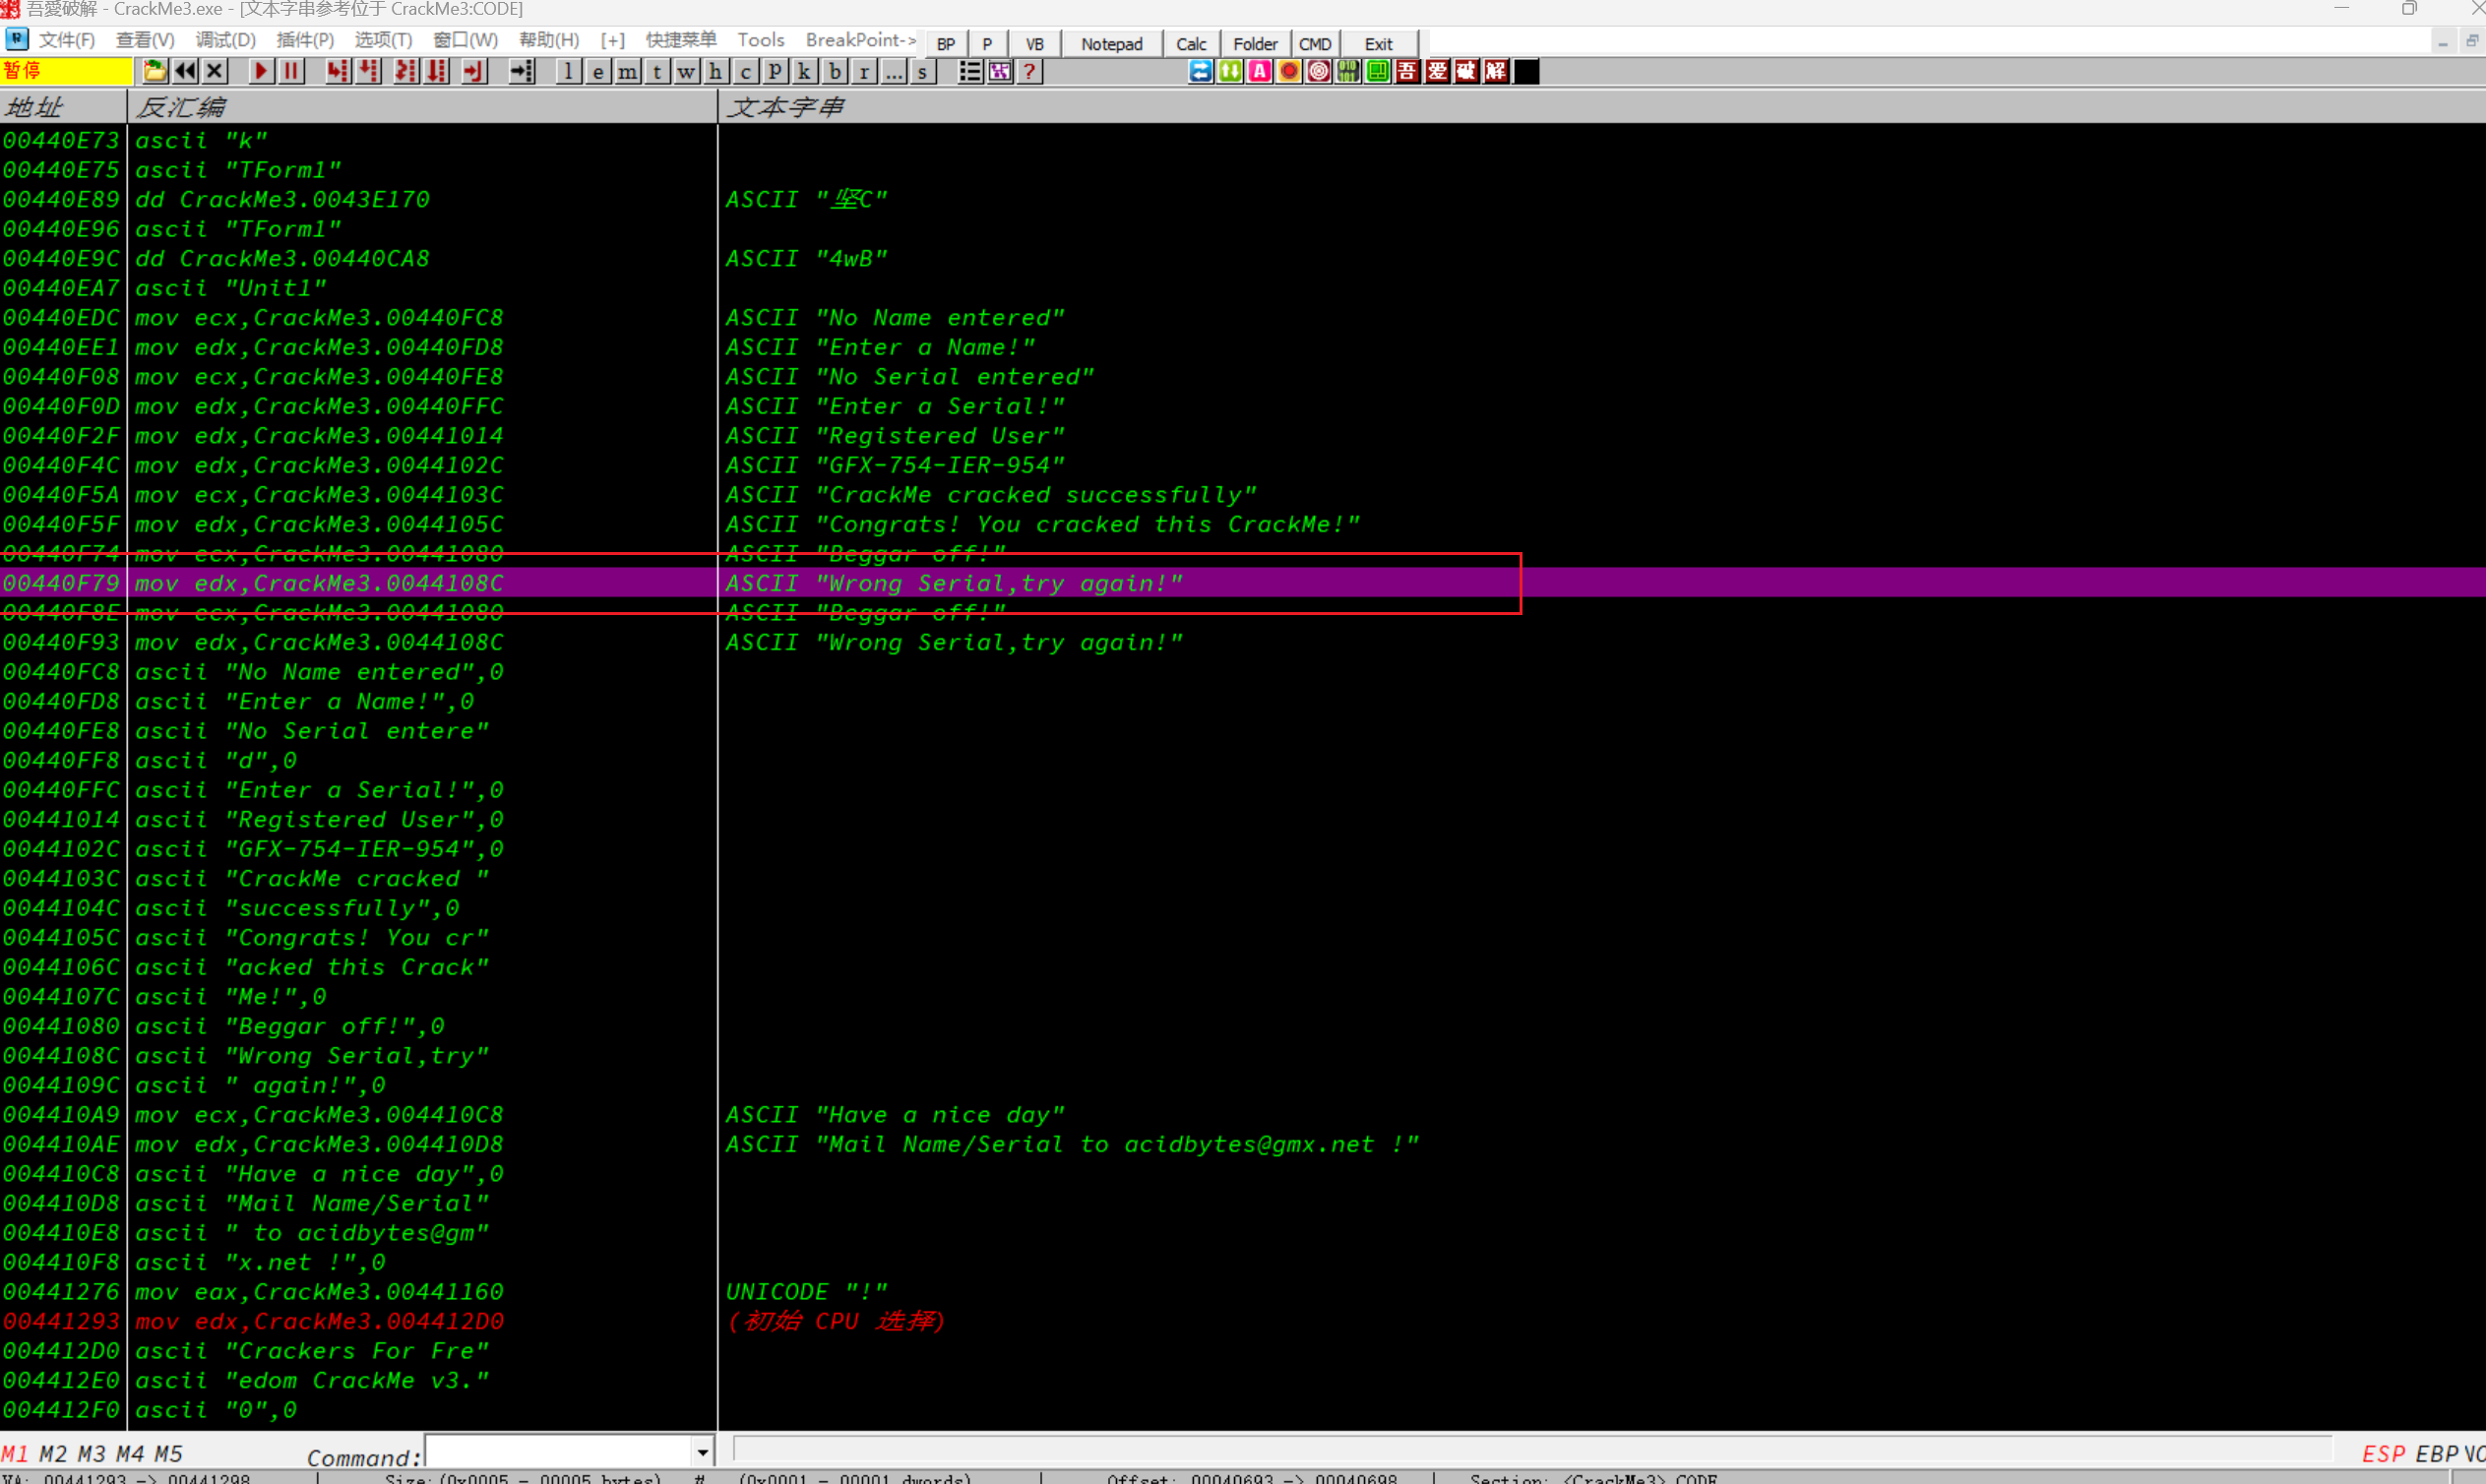 吾愛破解 - CrackMe3.exe - [文本字串参考位于 CrackMe3:CODE]
文件(F) 查看(V) 调试(D) 插件(P) 选项(T) 窗口(W) 帮助(H) [+] 快捷菜单 Tools BreakPoint-> BP P VB Notepad Calc Folder CMD Exit
暂停 l e m t w h c p k b r ... s ? A 吾 爱 破 解
地址 反汇编 文本字串
00440E73 ascii "k"
00440E75 ascii "TForm1"
00440E89 dd CrackMe3.0043E170 ASCII "坚C"
00440E96 ascii "TForm1"
00440E9C dd CrackMe3.00440CA8 ASCII "4wB"
00440EA7 ascii "Unit1"
00440EDC mov ecx,CrackMe3.00440FC8 ASCII "No Name entered"
00440EE1 mov edx,CrackMe3.00440FD8 ASCII "Enter a Name!"
00440F08 mov ecx,CrackMe3.00440FE8 ASCII "No Serial entered"
00440F0D mov edx,CrackMe3.00440FFC ASCII "Enter a Serial!"
00440F2F mov edx,CrackMe3.00441014 ASCII "Registered User"
00440F4C mov edx,CrackMe3.0044102C ASCII "GFX-754-IER-954"
00440F5A mov ecx,CrackMe3.0044103C ASCII "CrackMe cracked successfully"
00440F5F mov edx,CrackMe3.0044105C ASCII "Congrats! You cracked this CrackMe!"
00440F74 mov ecx,CrackMe3.00441080 ASCII "Beggar off!"
00440F79 mov edx,CrackMe3.0044108C ASCII "Wrong Serial,try again!"
00440F8E mov ecx,CrackMe3.00441080 ASCII "Beggar off!"
00440F93 mov edx,CrackMe3.0044108C ASCII "Wrong Serial,try again!"
00440FC8 ascii "No Name entered",0
00440FD8 ascii "Enter a Name!",0
00440FE8 ascii "No Serial entere"
00440FF8 ascii "d",0
00440FFC ascii "Enter a Serial!",0
00441014 ascii "Registered User",0
0044102C ascii "GFX-754-IER-954",0
0044103C ascii "CrackMe cracked "
0044104C ascii "successfully",0
0044105C ascii "Congrats! You cr"
0044106C ascii "acked this Crack"
0044107C ascii "Me!",0
00441080 ascii "Beggar off!",0
0044108C ascii "Wrong Serial,try"
0044109C ascii " again!",0
004410A9 mov ecx,CrackMe3.004410C8 ASCII "Have a nice day"
004410AE mov edx,CrackMe3.004410D8 ASCII "Mail Name/Serial to acidbytes@gmx.net !"
004410C8 ascii "Have a nice day",0
004410D8 ascii "Mail Name/Serial"
004410E8 ascii " to acidbytes@gm"
004410F8 ascii "x.net !",0
00441276 mov eax,CrackMe3.00441160 UNICODE "!"
00441293 mov edx,CrackMe3.004412D0 (初始 CPU 选择)
004412D0 ascii "Crackers For Fre"
004412E0 ascii "edom CrackMe v3."
004412F0 ascii "0",0
M1 M2 M3 M4 M5 Command: ESP EBP
VA: 00441293 -> 00441298 Size:(0x0005 - 00005 bytes) # (0x0001 - 00001 dwords) Offset: 00040693 -> 00040698 Section: <CrackMe3> CODE